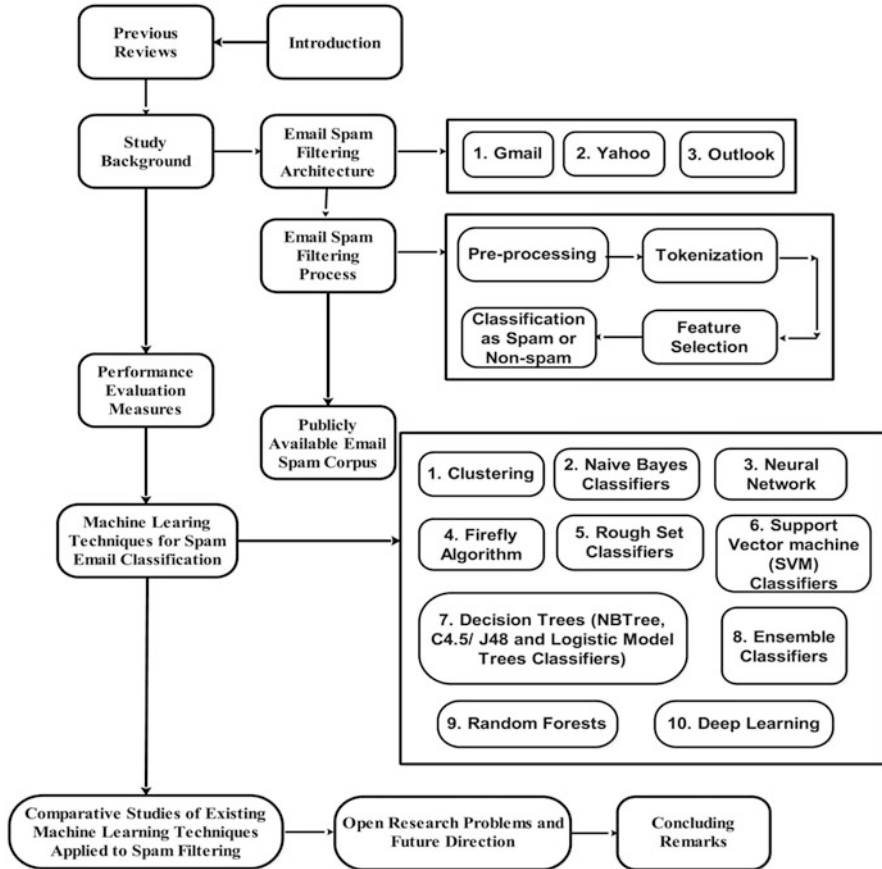 Previous
Reviews
Introduction
Study
Background
Email Spam
Filtering
Architecture
1. Gmail
2. Yahoo
3. Outlook
Email Spam
Filtering
Process
Pre-processing
Tokenization
Classification
as Spam or
Non-spam
Feature
Selection
Performance
Evaluation
Measures
Publicly
Available Email
Spam Corpus
Machine Learing
Techniques for Spam
Email Classification
1. Clustering
2. Naive Bayes
Classifiers
3. Neural
Network
4. Firefly
Algorithm
5. Rough Set
Classifiers
6. Support
Vector machine
(SVM)
Classifiers
7. Decision Trees (NBTree,
C4.5/ J48 and Logistic Model
Trees Classifiers)
8. Ensemble
Classifiers
9. Random Forests
10. Deep Learning
Comparative Studies of Existing
Machine Learning Techniques
Applied to Spam Filtering
Open Research Problems and
Future Direction
Concluding
Remarks